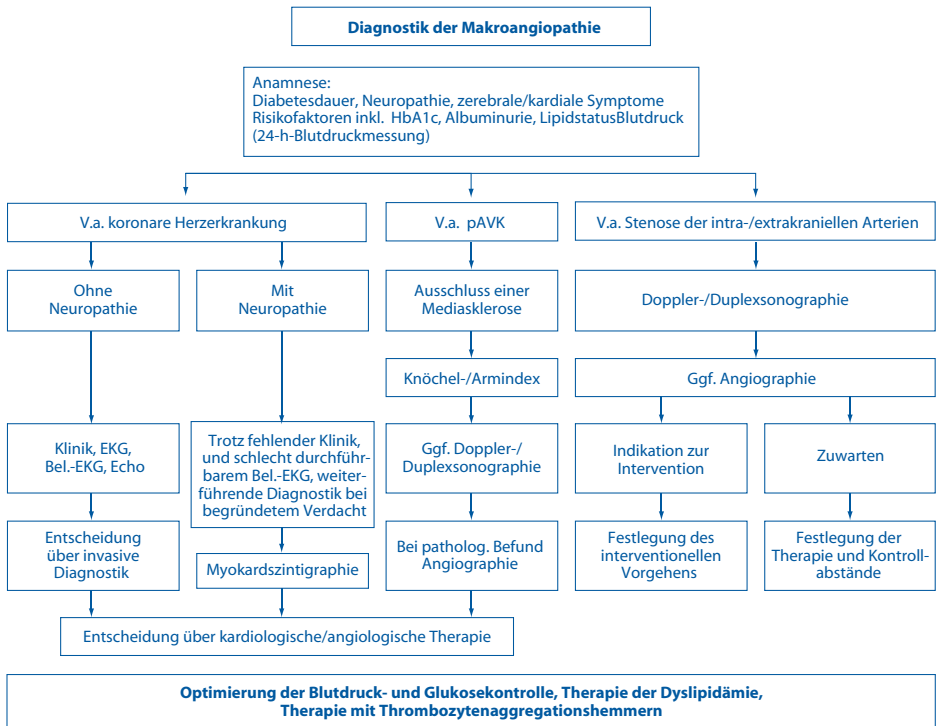 Diagnostik der Makroangiopathie
Anamnese:
Diabetesdauer, Neuropathie, zerebrale/kardiale Symptome
Risikofaktoren inkl. HbA1c, Albuminurie, LipidstatusBlutdruck
(24-h-Blutdruckmessung)
V.a. koronare Herzerkrankung
V.a. pAVK
V.a. Stenose der intra-/extrakraniellen Arterien
Ohne
Neuropathie
Mit
Neuropathie
Ausschluss einer
Mediasklerose
Doppler-/Duplexsonographie
Knöchel-/Armindex
Ggf. Angiographie
Klinik, EKG,
Bel.-EKG, Echo
Trotz fehlender Klinik,
und schlecht durchführ-
barem Bel.-EKG, weiter-
führende Diagnostik bei
begründetem Verdacht
Ggf. Doppler-/
Duplexsonographie
Indikation zur
Intervention
Zuwarten
Entscheidung
über invasive
Diagnostik
Myokardszintigraphie
Bei patholog. Befund
Angiographie
Festlegung des
interventionellen
Vorgehens
Festlegung der
Therapie und Kontroll-
abstände
Entscheidung über kardiologische/angiologische Therapie
Optimierung der Blutdruck- und Glukosekontrolle, Therapie der Dyslipidämie,
Therapie mit Thrombozytenaggregationshemmern